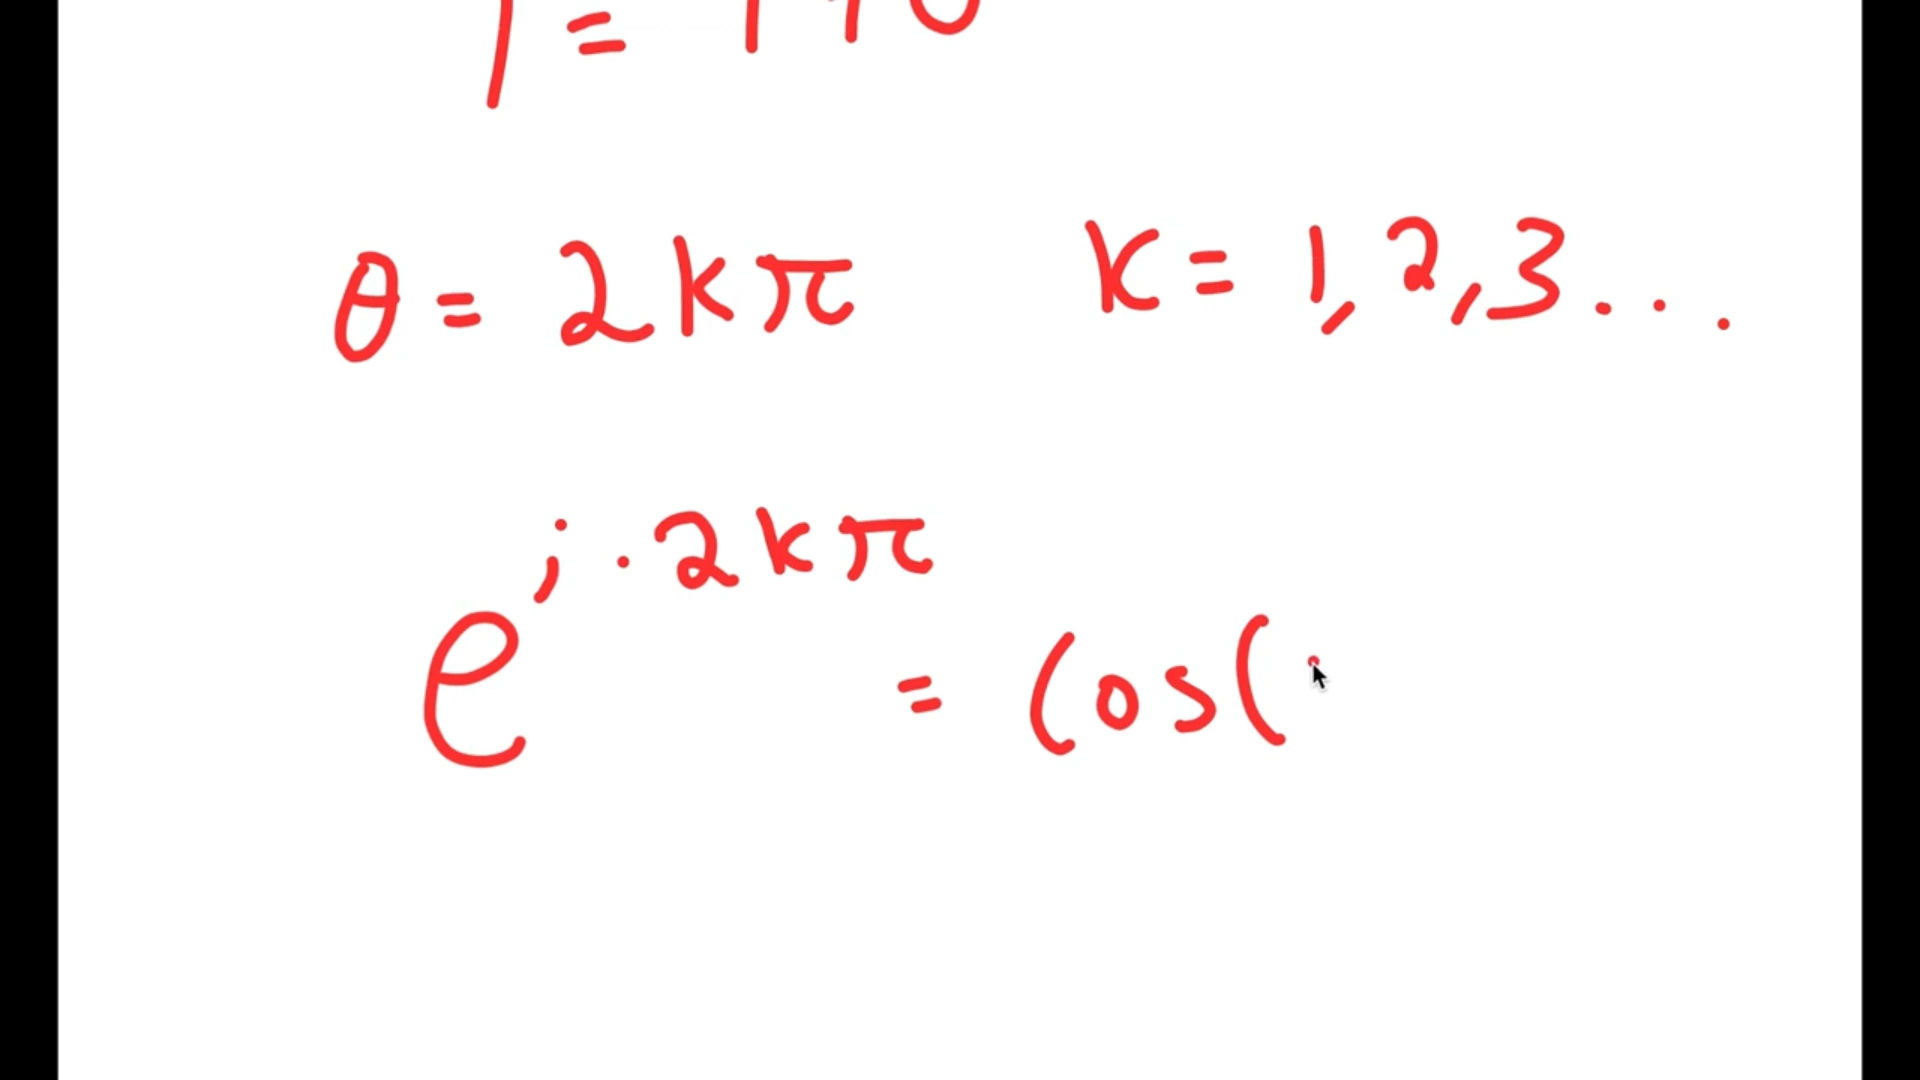 θ = 2kπ k = 1, 2, 3...
e^{i·2kπ} = cos(